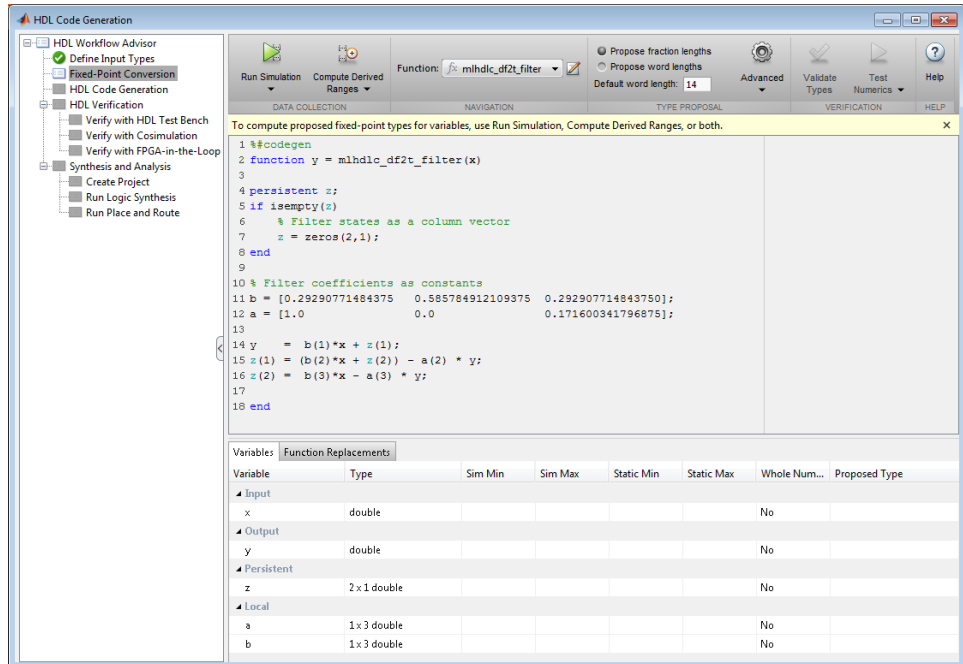 HDL Code Generation
HDL Workflow Advisor
Define Input Types
Fixed-Point Conversion
HDL Code Generation
HDL Verification
Verify with HDL Test Bench
Verify with Cosimulation
Verify with FPGA-in-the-Loop
Synthesis and Analysis
Create Project
Run Logic Synthesis
Run Place and Route
Run Simulation
Compute Derived
Ranges
DATA COLLECTION
Function: fx mlhdlc_df2t_filter
NAVIGATION
Propose fraction lengths
Propose word lengths
Default word length: 14
Advanced
TYPE PROPOSAL
Validate
Types
Test
Numerics
VERIFICATION
?
Help
HELP
To compute proposed fixed-point types for variables, use Run Simulation, Compute Derived Ranges, or both.
1 %#codegen
2 function y = mlhdlc_df2t_filter(x)
3
4 persistent z;
5 if isempty(z)
6 % Filter states as a column vector
7 z = zeros(2,1);
8 end
9
10 % Filter coefficients as constants
11 b = [0.29290771484375 0.585784912109375 0.292907714843750];
12 a = [1.0 0.0 0.171600341796875];
13
14 y = b(1)*x + z(1);
15 z(1) = (b(2)*x + z(2)) - a(2) * y;
16 z(2) = b(3)*x - a(3) * y;
17
18 end
Variables Function Replacements
Variable Type Sim Min Sim Max Static Min Static Max Whole Num... Proposed Type
Input
x double No
Output
y double No
Persistent
z 2 x 1 double No
Local
a 1 x 3 double No
b 1 x 3 double No